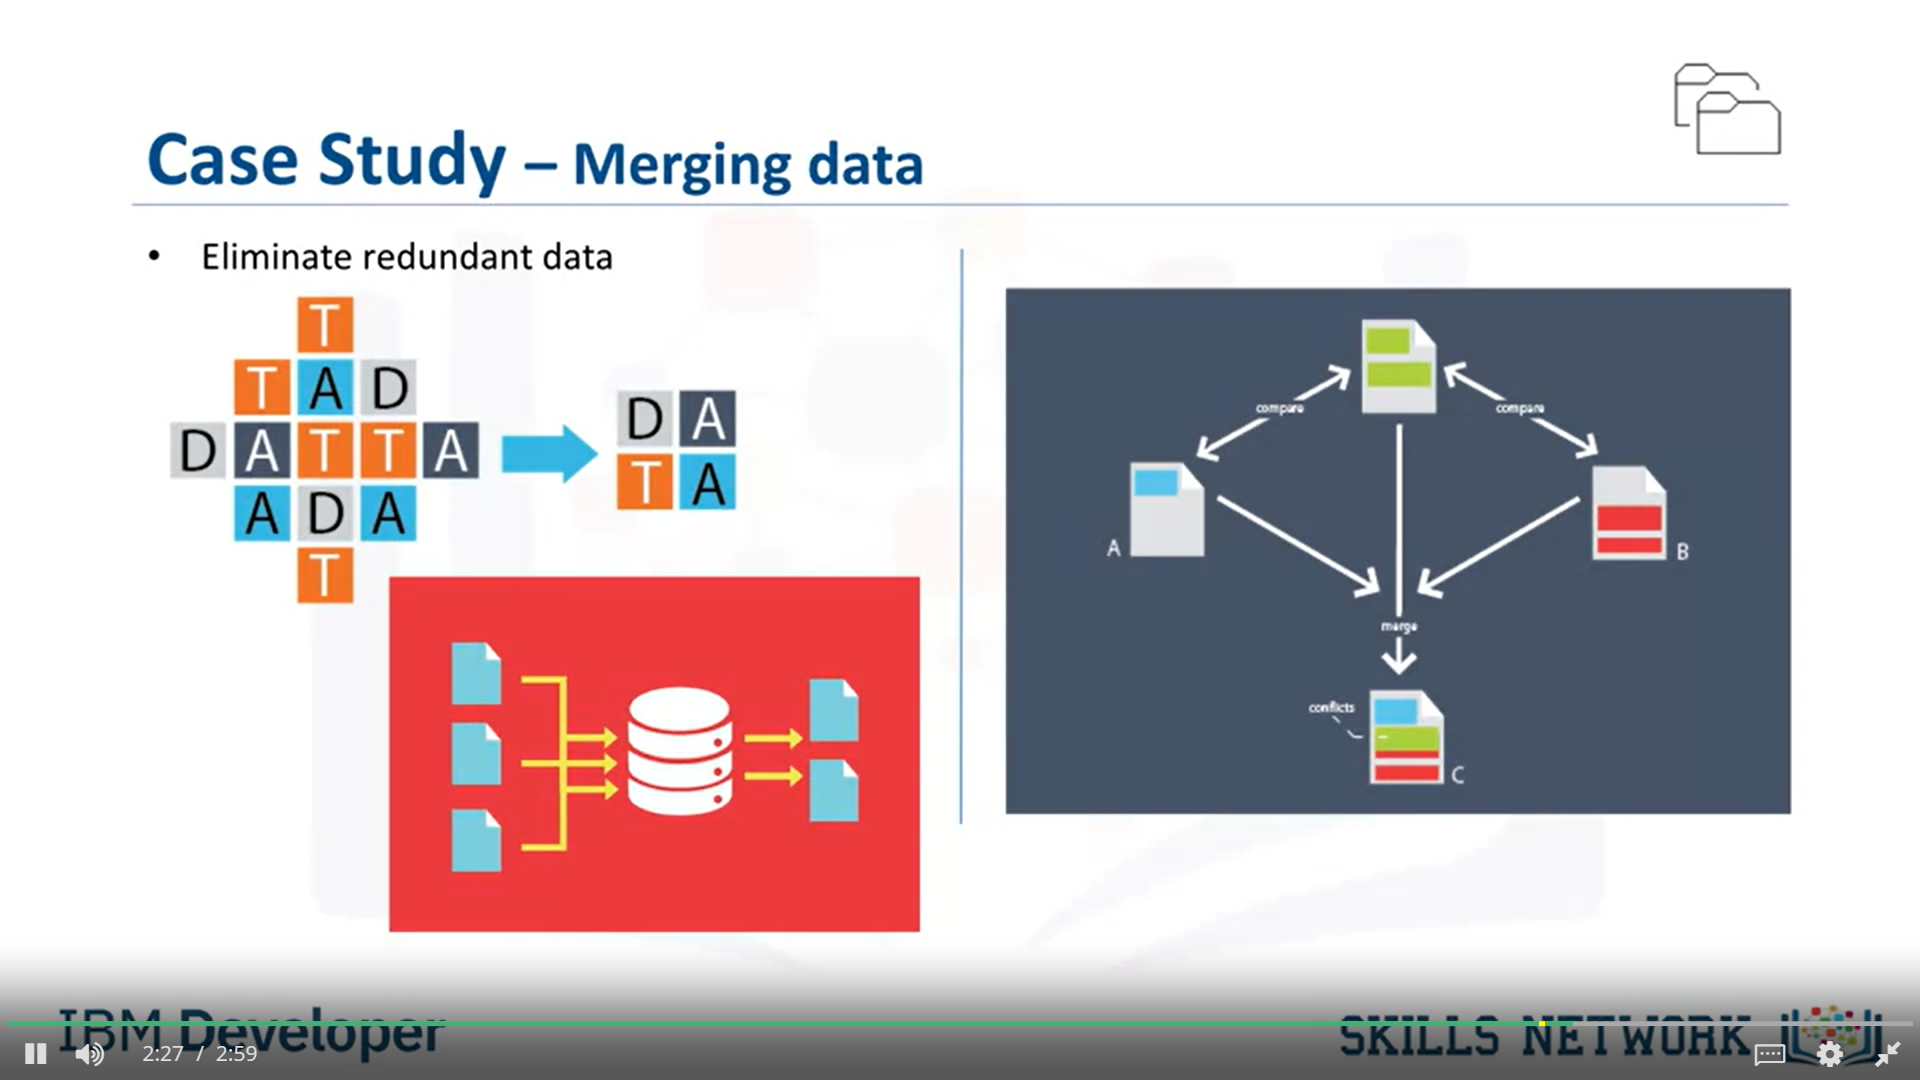 Case Study – Merging data
• Eliminate redundant data
T
T A D
D A T T A
A D A
T
D A
T A
compare
compare
A
B
merge
conflicts
C
IBM Developer
SKILLS NETWORK
2:27 / 2:59